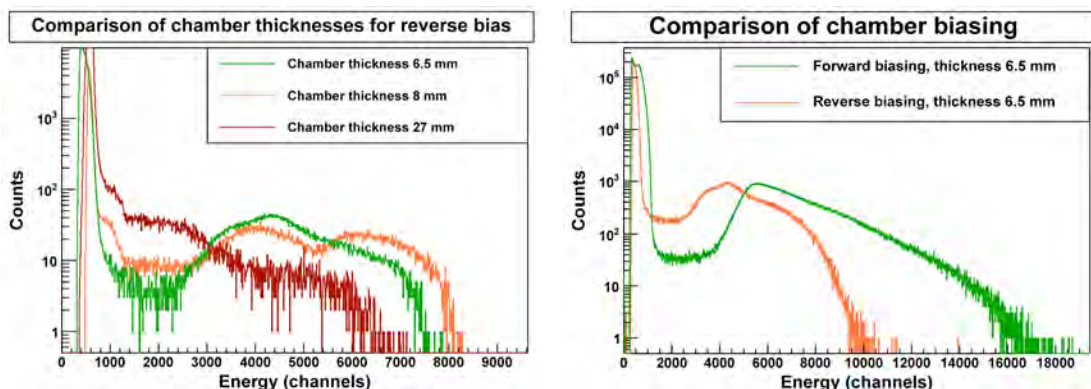 Comparison of chamber thicknesses for reverse bias
Chamber thickness 6.5 mm
Chamber thickness 8 mm
Chamber thickness 27 mm
Counts
10³
10²
10
1
0 1000 2000 3000 4000 5000 6000 7000 8000 9000
Energy (channels)
Comparison of chamber biasing
Forward biasing, thickness 6.5 mm
Reverse biasing, thickness 6.5 mm
Counts
10⁵
10⁴
10³
10²
10
1
0 2000 4000 6000 8000 10000 12000 14000 16000 18000
Energy (channels)